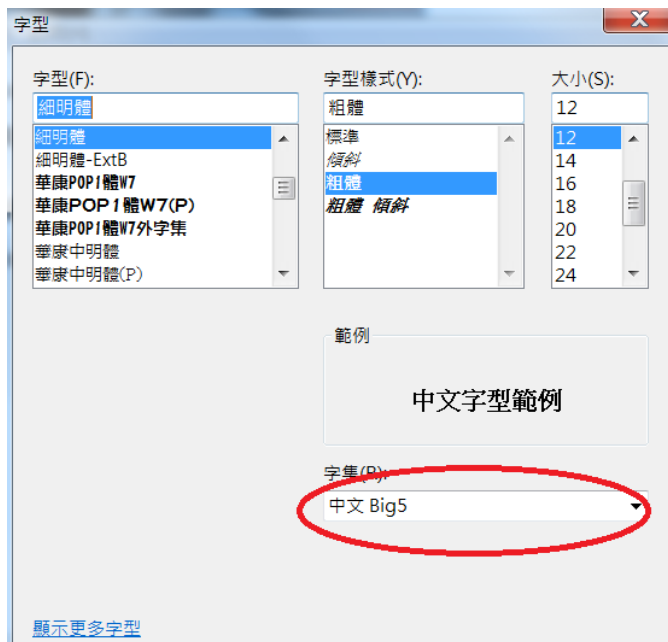 字型
字型(F):
細明體
細明體
細明體-ExtB
華康POP1體W7
華康POP1體W7(P)
華康POP1體W7外字集
華康中明體
華康中明體(P)
字型樣式(Y):
粗體
標準
傾斜
粗體
粗體 傾斜
大小(S):
12
12
14
16
18
20
22
24
範例
中文字型範例
字集(R):
中文 Big5
顯示更多字型